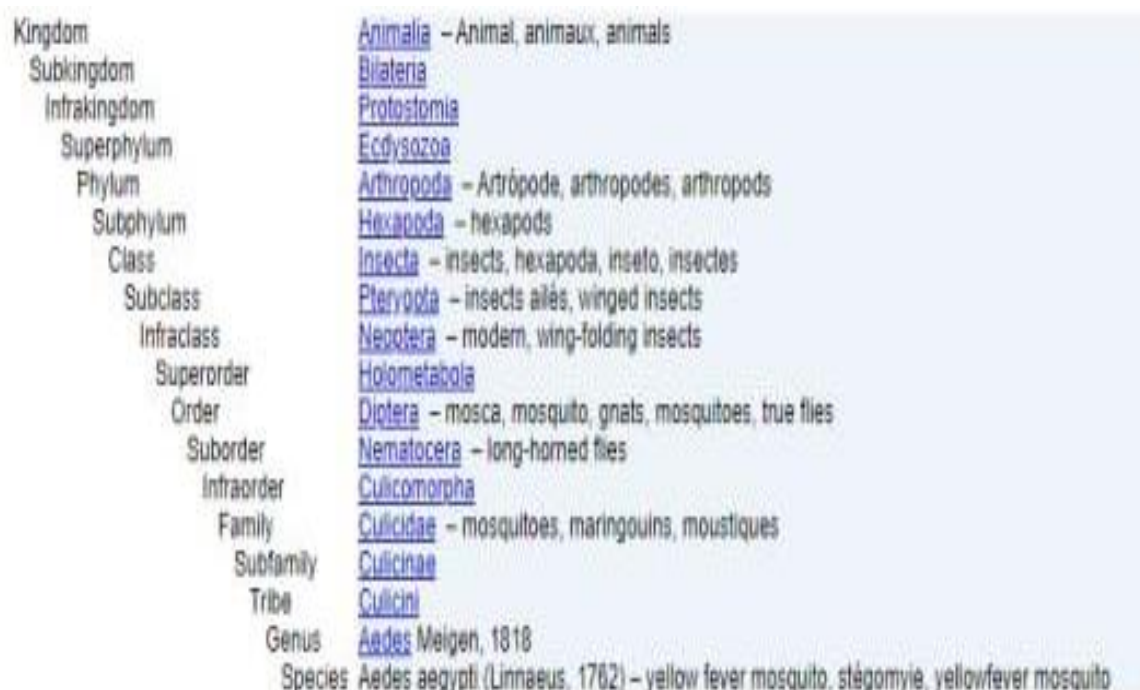 Kingdom Animalia – Animal, animaux, animals
Subkingdom Bilateria
Infrakingdom Protostomia
Superphylum Ecdysozoa
Phylum Arthropoda – Artrópode, arthropodes, arthropods
Subphylum Hexapoda – hexapods
Class Insecta – insects, hexapoda, inseto, insectes
Subclass Pterygota – insects ailés, winged insects
Infraclass Neoptera – modern, wing-folding insects
Superorder Holometabola
Order Diptera – mosca, mosquito, gnats, mosquitoes, true flies
Suborder Nematocera – long-horned flies
Infraorder Culicomorpha
Family Culicidae – mosquitoes, maringouins, moustiques
Subfamily Culicinae
Tribe Culicini
Genus Aedes Meigen, 1818
Species Aedes aegypti (Linnaeus, 1762) – yellow fever mosquito, stégomyie, yellowfever mosquito